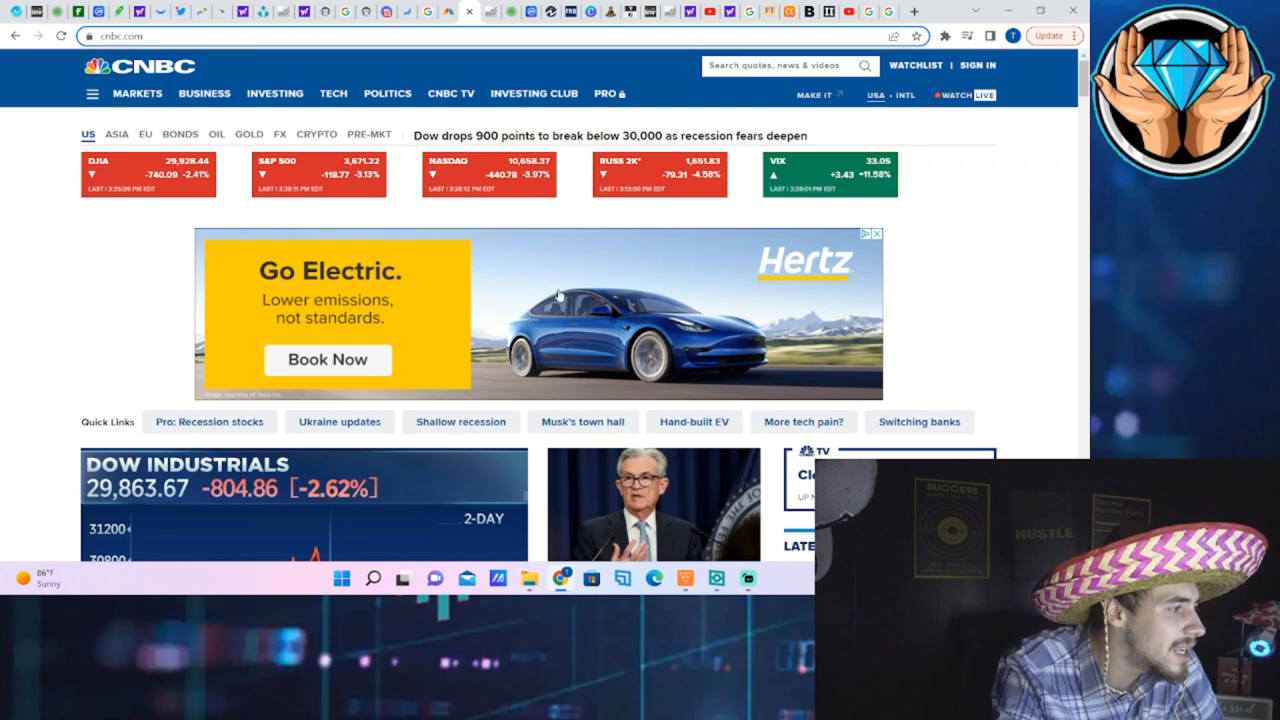 cnbc.com
T
Update
CNBC
Search quotes, news & videos
WATCHLIST | SIGN IN
MARKETS BUSINESS INVESTING TECH POLITICS CNBC TV INVESTING CLUB PRO
MAKE IT USA • INTL WATCH LIVE
US ASIA EU BONDS OIL GOLD FX CRYPTO PRE-MKT
Dow drops 900 points to break below 30,000 as recession fears deepen
DJIA 29,928.44
-740.09 -2.41%
LAST | 3:25:09 PM EDT
S&P 500 3,671.22
-118.77 -3.13%
LAST | 3:28:11 PM EDT
NASDAQ 10,658.37
-440.78 -3.97%
LAST | 3:28:12 PM EDT
RUSS 2K* 1,651.83
-79.31 -4.58%
LAST | 3:13:00 PM EDT
VIX 33.05
+3.43 +11.58%
LAST | 3:28:01 PM EDT
Go Electric.
Lower emissions,
not standards.
Book Now
Hertz
Quick Links
Pro: Recession stocks
Ukraine updates
Shallow recession
Musk's town hall
Hand-built EV
More tech pain?
Switching banks
DOW INDUSTRIALS
29,863.67 -804.86 [-2.62%]
2-DAY
31200
30800
TV
Cl
UP N
LATE
86°F
Sunny
SUCCESS
HUSTLE